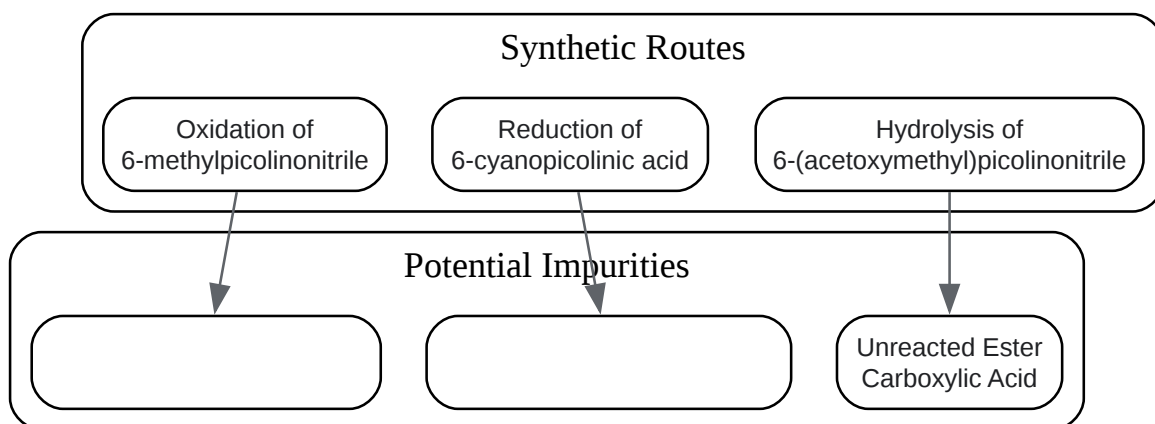 Synthetic Routes
Oxidation of
6-methylpicolinonitrile
Reduction of
6-cyanopicolinic acid
Hydrolysis of
6-(acetoxymethyl)picolinonitrile
Potential Impurities
Unreacted Ester
Carboxylic Acid